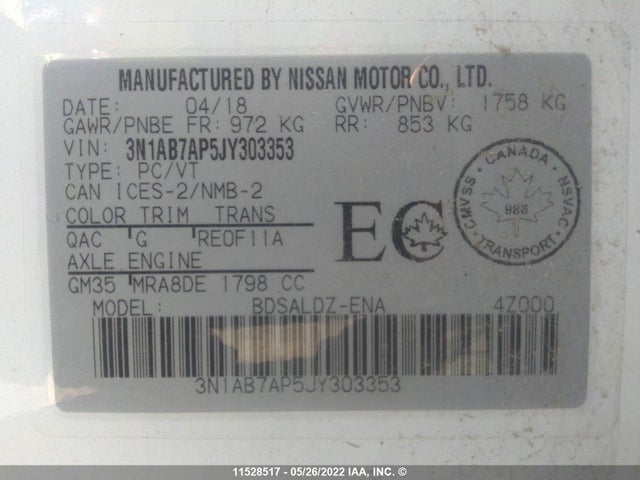 MANUFACTURED BY NISSAN MOTOR CO., LTD.
DATE: 04/18 GVWR/PNBV: 1758 KG
GAWR/PNBE FR: 972 KG RR: 853 KG
VIN: 3N1AB7AP5JY303353
TYPE: PC/VT
CAN ICES-2/NMB-2
COLOR TRIM TRANS
QAC G RE0F11A
AXLE ENGINE
GM35 MRA8DE 1798 CC
EC
CANADA
CMVSS NSVAC
986
TRANSPORT
MODEL: BDSALDZ-ENA 4Z000
3N1AB7AP5JY303353
11528517 - 05/26/2022 IAA, INC. ©